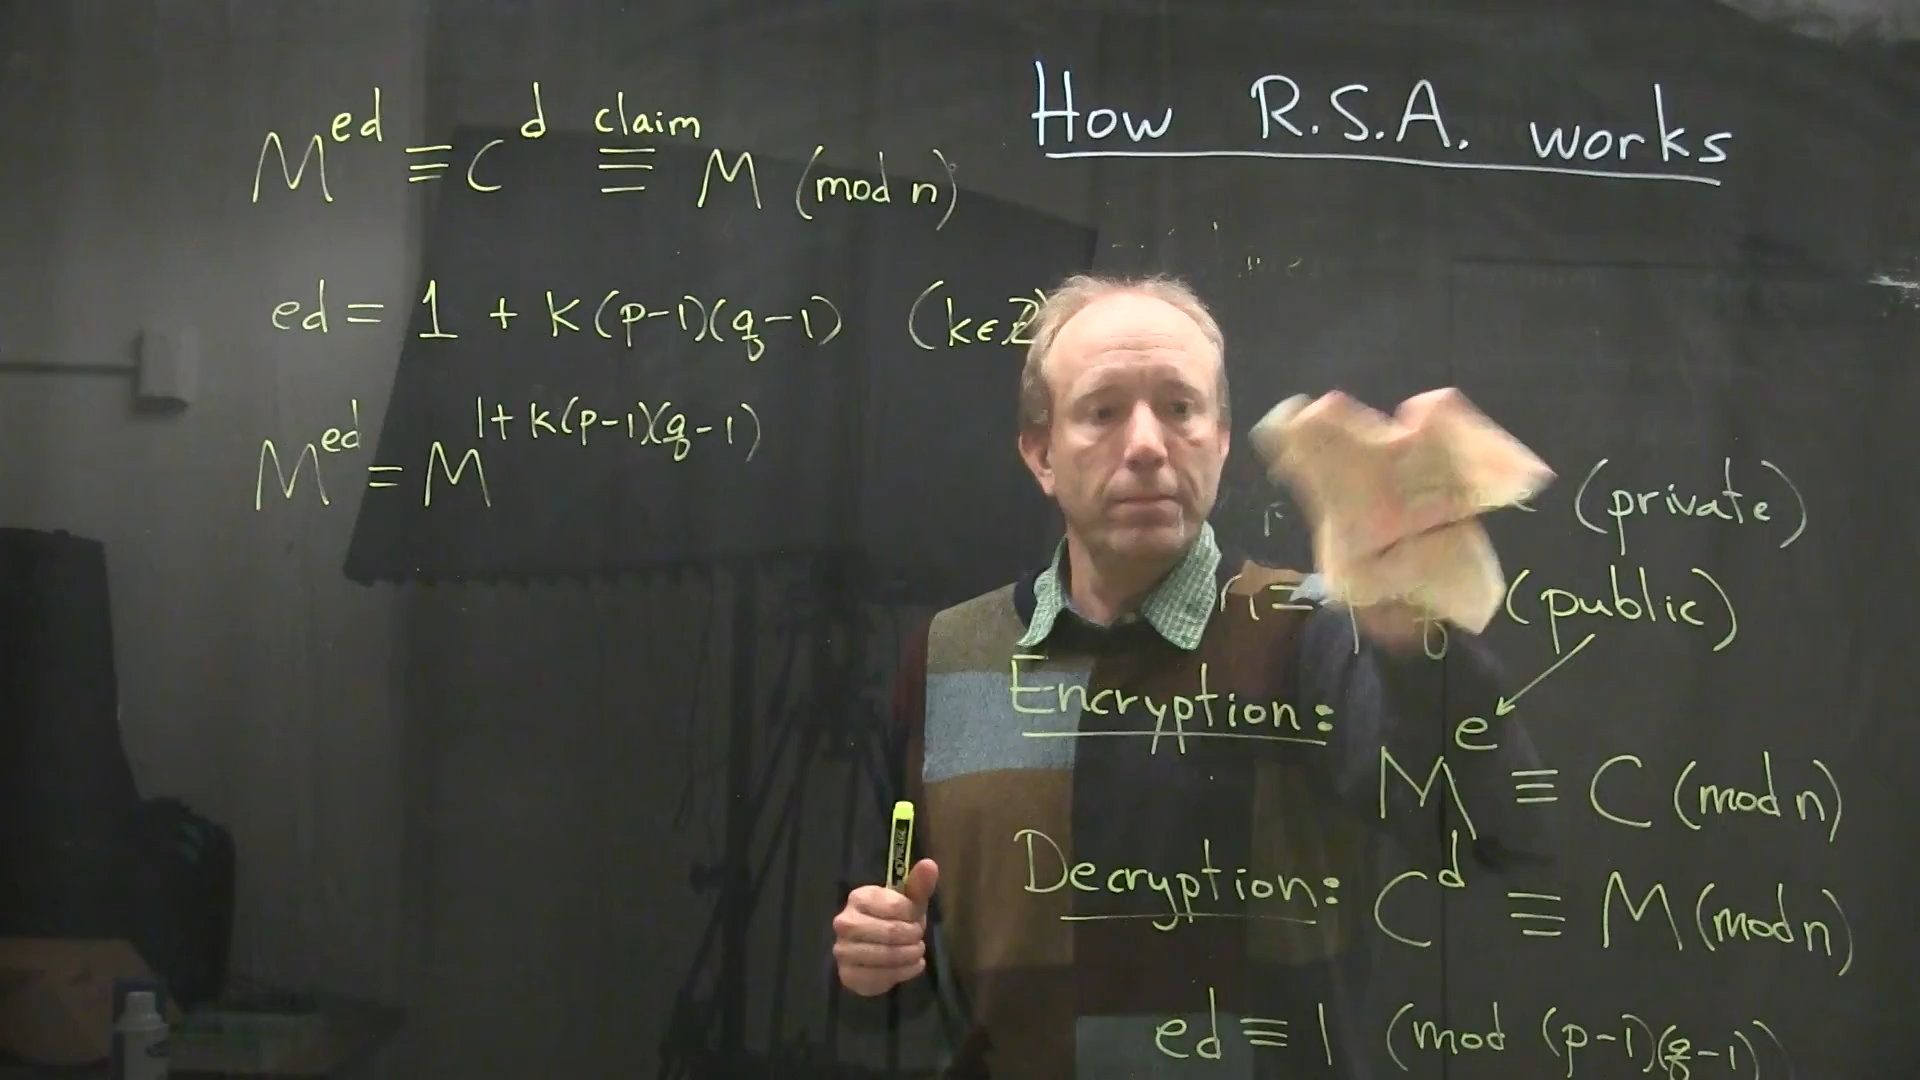 How R.S.A. works
M^ed ≡ C^d claim ≡ M (mod n)
ed = 1 + k(p-1)(q-1) (k∈ℤ)
M^ed = M^1+k(p-1)(q-1)
(private)
q (public)
Encryption:
M^e ≡ C (mod n)
Decryption: C^d ≡ M (mod n)
ed ≡ 1 (mod (p-1)(q-1))